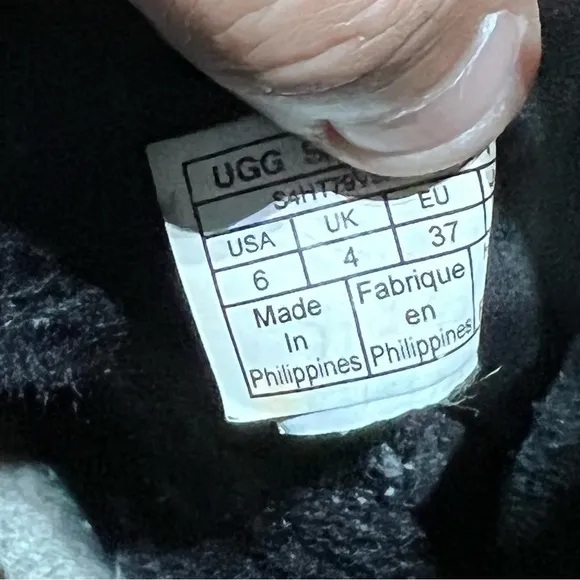 UGG
USA UK EU
6 4 37
Made Fabrique
In en
Philippines Philippines